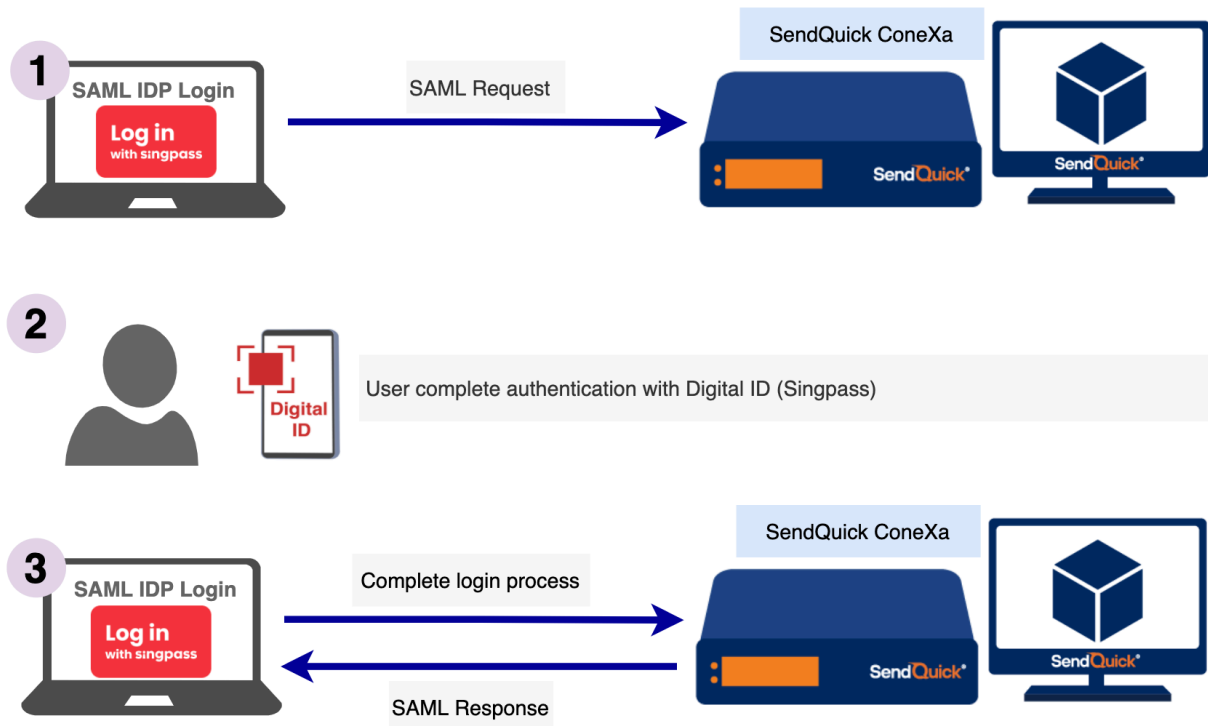 1
SAML IDP Login
Log in
with singpass
SAML Request
SendQuick ConeXa
SendQuick®
SendQuick®
2
Digital
ID
User complete authentication with Digital ID (Singpass)
3
SAML IDP Login
Log in
with singpass
Complete login process
SAML Response
SendQuick ConeXa
SendQuick®
SendQuick®